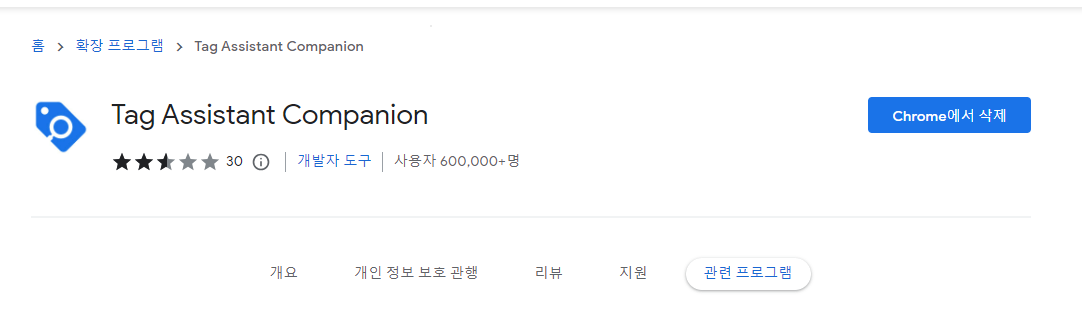 홈 > 확장 프로그램 > Tag Assistant Companion
Tag Assistant Companion
Chrome에서 삭제
30 개발자 도구 사용자 600,000+명
개요 개인 정보 보호 관행 리뷰 지원 관련 프로그램